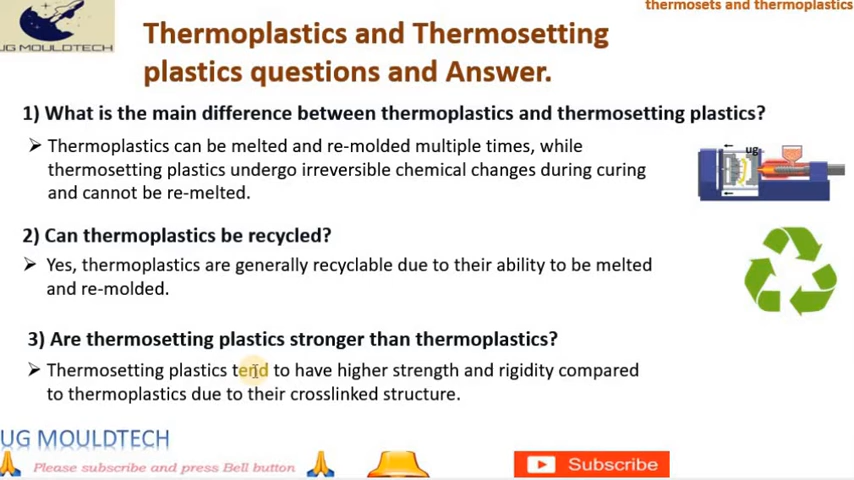 thermosets and thermoplastics
UG MOULDTECH
Thermoplastics and Thermosetting
plastics questions and Answer.
1) What is the main difference between thermoplastics and thermosetting plastics?
➢ Thermoplastics can be melted and re-molded multiple times, while
thermosetting plastics undergo irreversible chemical changes during curing
and cannot be re-melted.
ug
2) Can thermoplastics be recycled?
➢ Yes, thermoplastics are generally recyclable due to their ability to be melted
and re-molded.
3) Are thermosetting plastics stronger than thermoplastics?
➢ Thermosetting plastics tend to have higher strength and rigidity compared
to thermoplastics due to their crosslinked structure.
UG MOULDTECH
Please subscribe and press Bell button
Subscribe